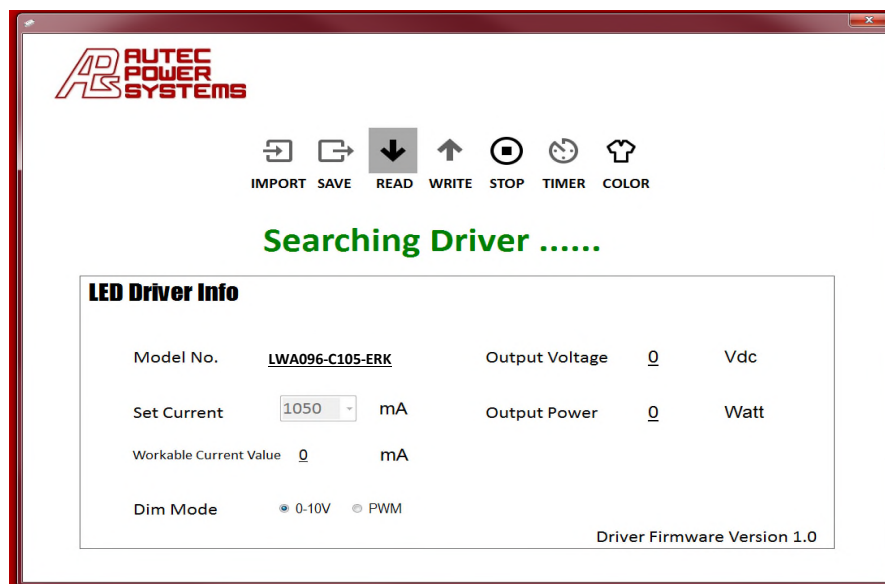 AUTEC
POWER
SYSTEMS
IMPORT SAVE READ WRITE STOP TIMER COLOR
Searching Driver ......
LED Driver Info
Model No. LWA096-C105-ERK Output Voltage 0 Vdc
Set Current 1050 mA Output Power 0 Watt
Workable Current Value 0 mA
Dim Mode 0-10V PWM
Driver Firmware Version 1.0